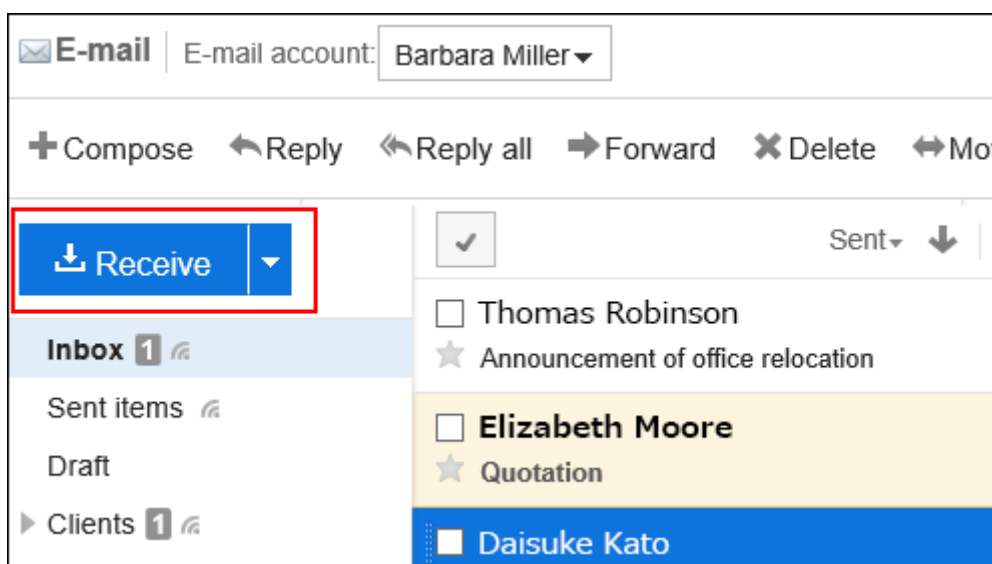 E-mail E-mail account: Barbara Miller
Compose Reply Reply all Forward Delete Mo
Receive
Sent
Inbox 1
Sent items
Draft
Clients 1
Thomas Robinson
Announcement of office relocation
Elizabeth Moore
Quotation
Daisuke Kato